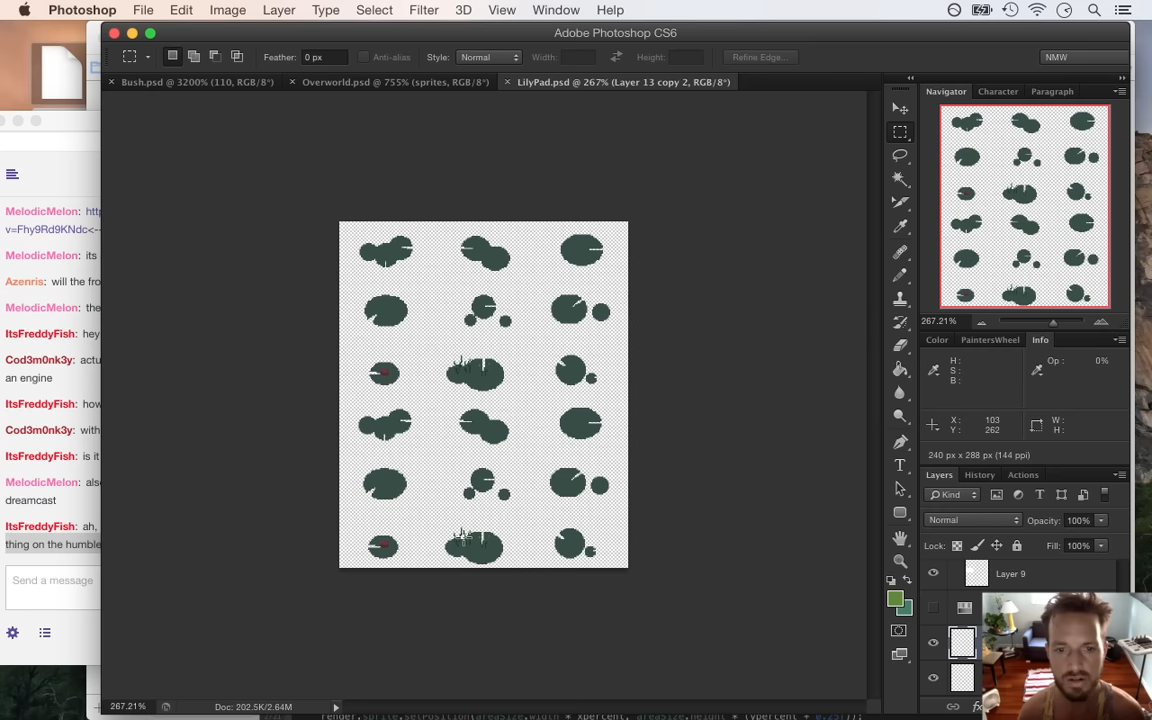 Photoshop File Edit Image Layer Type Select Filter 3D View Window Help
Adobe Photoshop CS6
Feather: 0 px Anti-alias Style: Normal Width: Height: Refine Edge... NMW
× Bush.psd @ 3200% (110, RGB/8*) × Overworld.psd @ 755% (sprites, RGB/8*) × LilyPad.psd @ 267% (Layer 13 copy 2, RGB/8*)
Navigator Character Paragraph
267.21%
Color PaintersWheel Info
H:
S:
B:
Op: 0%
X: 103
Y: 262
W:
H:
240 px x 288 px (144 ppi)
Layers History Actions
Kind
Normal Opacity: 100%
Lock: Fill: 100%
Layer 9
fx
MelodicMelon: http
v=Fhy9Rd9KNdc<--
MelodicMelon: its
Azenris: will the fro
MelodicMelon: the
ItsFreddyFish: hey
Cod3m0nk3y: actu
an engine
ItsFreddyFish: how
Cod3m0nk3y: with
ItsFreddyFish: is it
MelodicMelon: also
dreamcast
ItsFreddyFish: ah,
thing on the humble
Send a message
267.21% Doc: 202.5K/2.64M